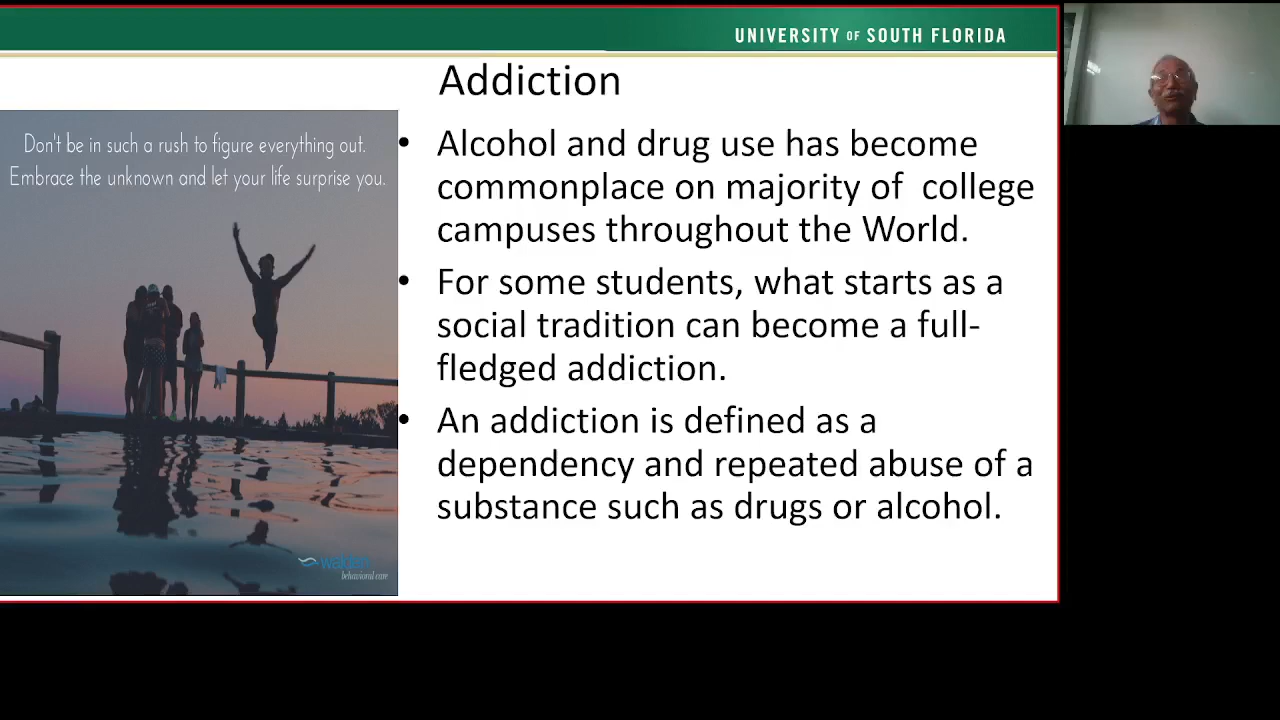 UNIVERSITY OF SOUTH FLORIDA
Addiction
Don't be in such a rush to figure everything out.
Embrace the unknown and let your life surprise you.
walden
behavioral care
• Alcohol and drug use has become
commonplace on majority of  college
campuses throughout the World.
• For some students, what starts as a
social tradition can become a full-
fledged addiction.
• An addiction is defined as a
dependency and repeated abuse of a
substance such as drugs or alcohol.